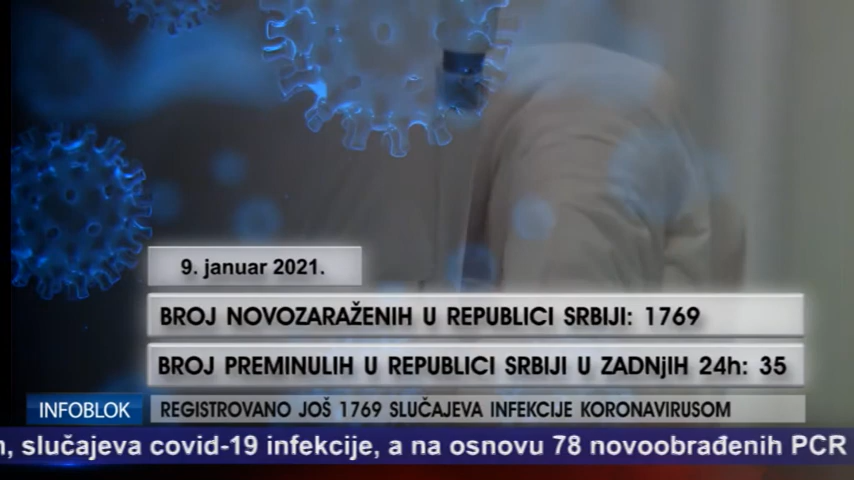 9. januar 2021.
BROJ NOVOZARAŽENIH U REPUBLICI SRBIJI: 1769
BROJ PREMINULIH U REPUBLICI SRBIJI U ZADNjIH 24h: 35
INFOBLOK REGISTROVANO JOŠ 1769 SLUČAJEVA INFEKCIJE KORONAVIRUSOM
, slučajeva covid-19 infekcije, a na osnovu 78 novoobrađenih PCR